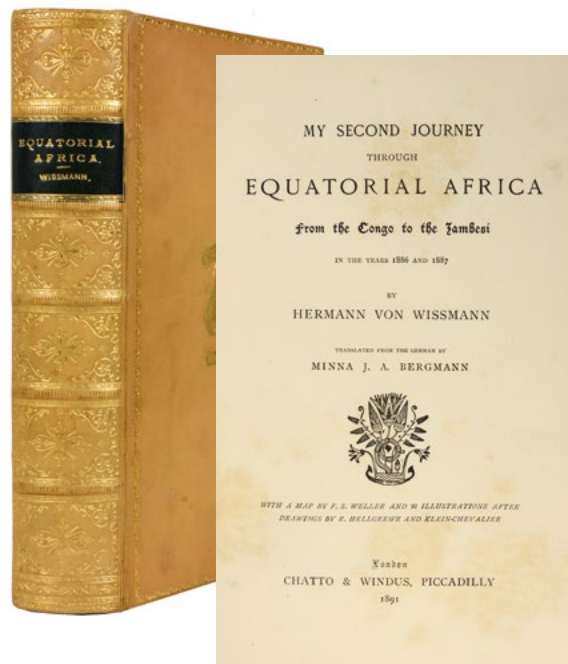 EQUATORIAL
AFRICA.
WISSMANN.
MY SECOND JOURNEY
THROUGH
EQUATORIAL AFRICA
From the Congo to the Zambesi
IN THE YEARS 1886 AND 1887
BY
HERMANN VON WISSMANN
TRANSLATED FROM THE GERMAN BY
MINNA J. A. BERGMANN
WITH A MAP BY F. S. WELLER AND 92 ILLUSTRATIONS AFTER
DRAWINGS BY R. HELLGREWE AND KLEIN-CHEVALIER
London
CHATTO & WINDUS, PICCADILLY
1891